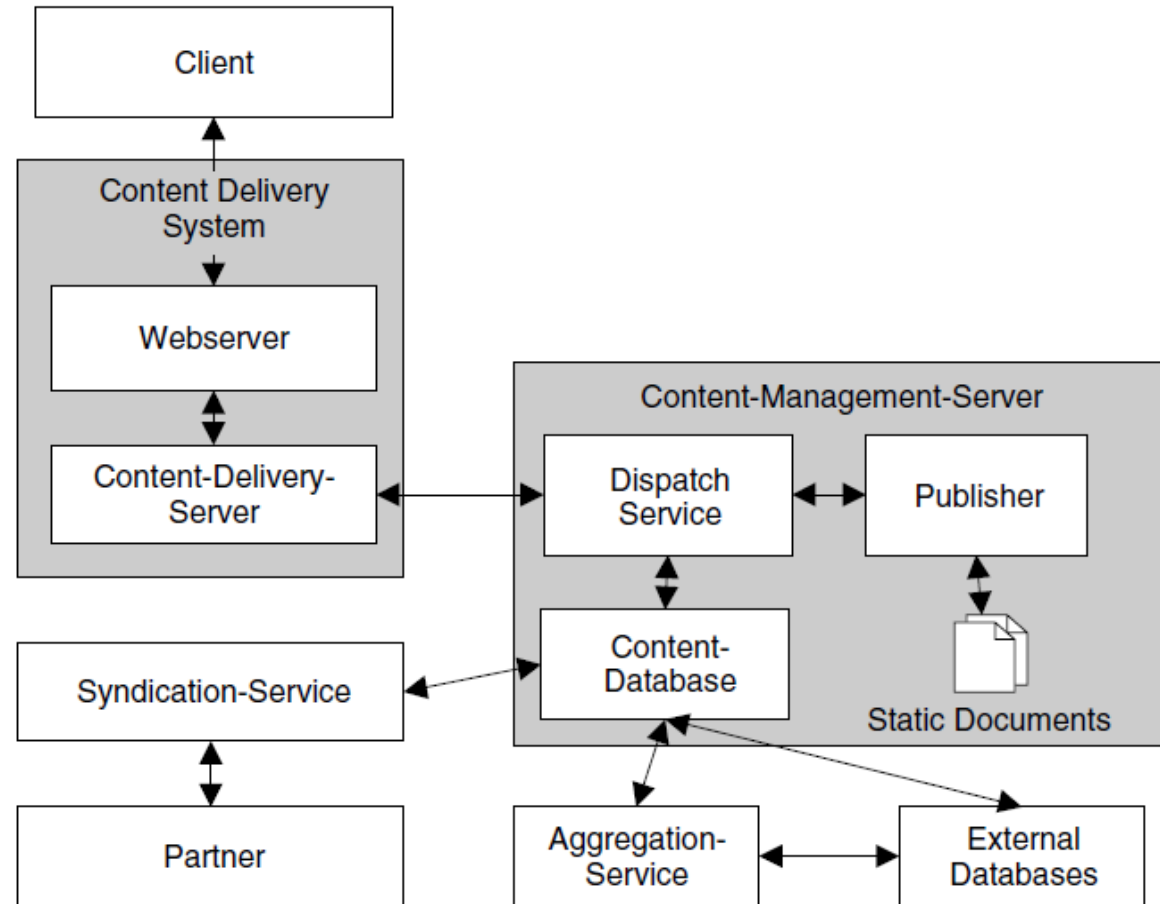 Client
Content Delivery
System
Webserver
Content-Delivery-
Server
Content-Management-Server
Dispatch
Service
Publisher
Content-
Database
Static Documents
Syndication-Service
Partner
Aggregation-
Service
External
Databases